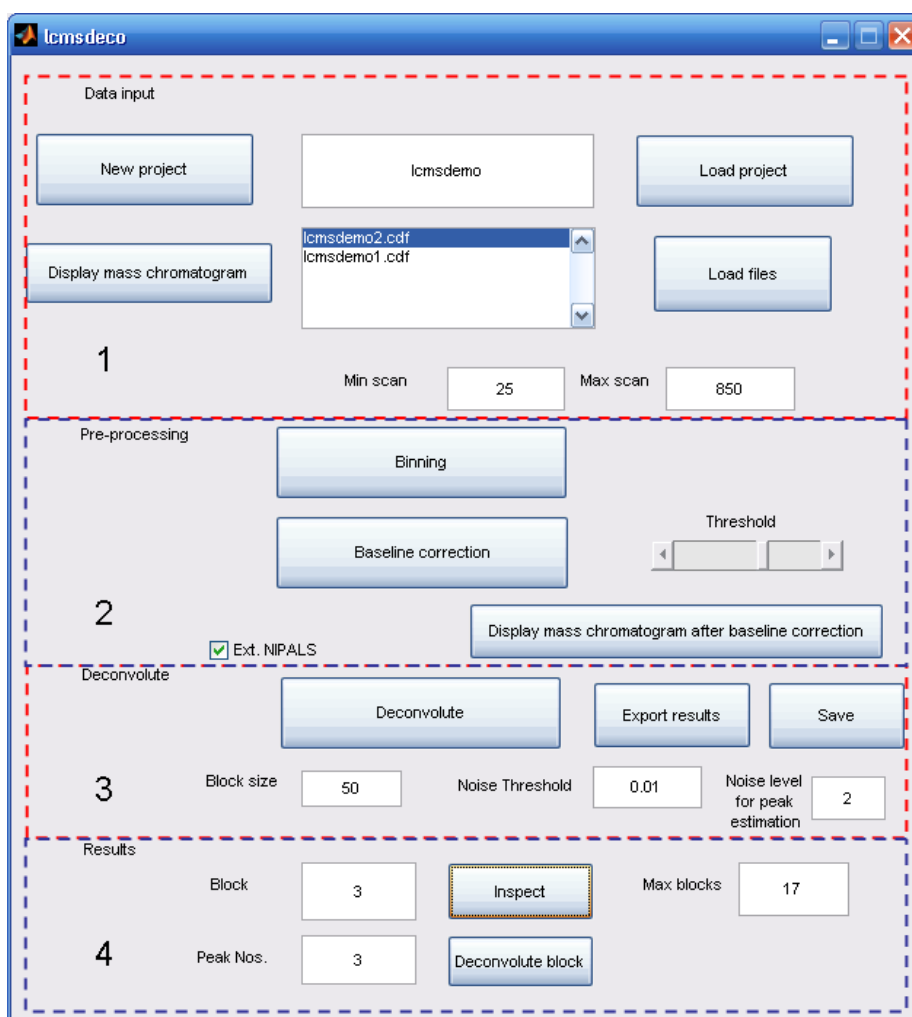 lcmsdeco
Data input
New project
lcmsdemo
Load project
Display mass chromatogram
lcmsdemo2.cdf
lcmsdemo1.cdf
Load files
1
Min scan
25
Max scan
850
Pre-processing
Binning
Baseline correction
Threshold
2
Display mass chromatogram after baseline correction
Ext. NIPALS
Deconvolute
Deconvolute
Export results
Save
3
Block size
50
Noise Threshold
0.01
Noise level
for peak
estimation
2
Results
Block
3
Inspect
Max blocks
17
4
Peak Nos.
3
Deconvolute block